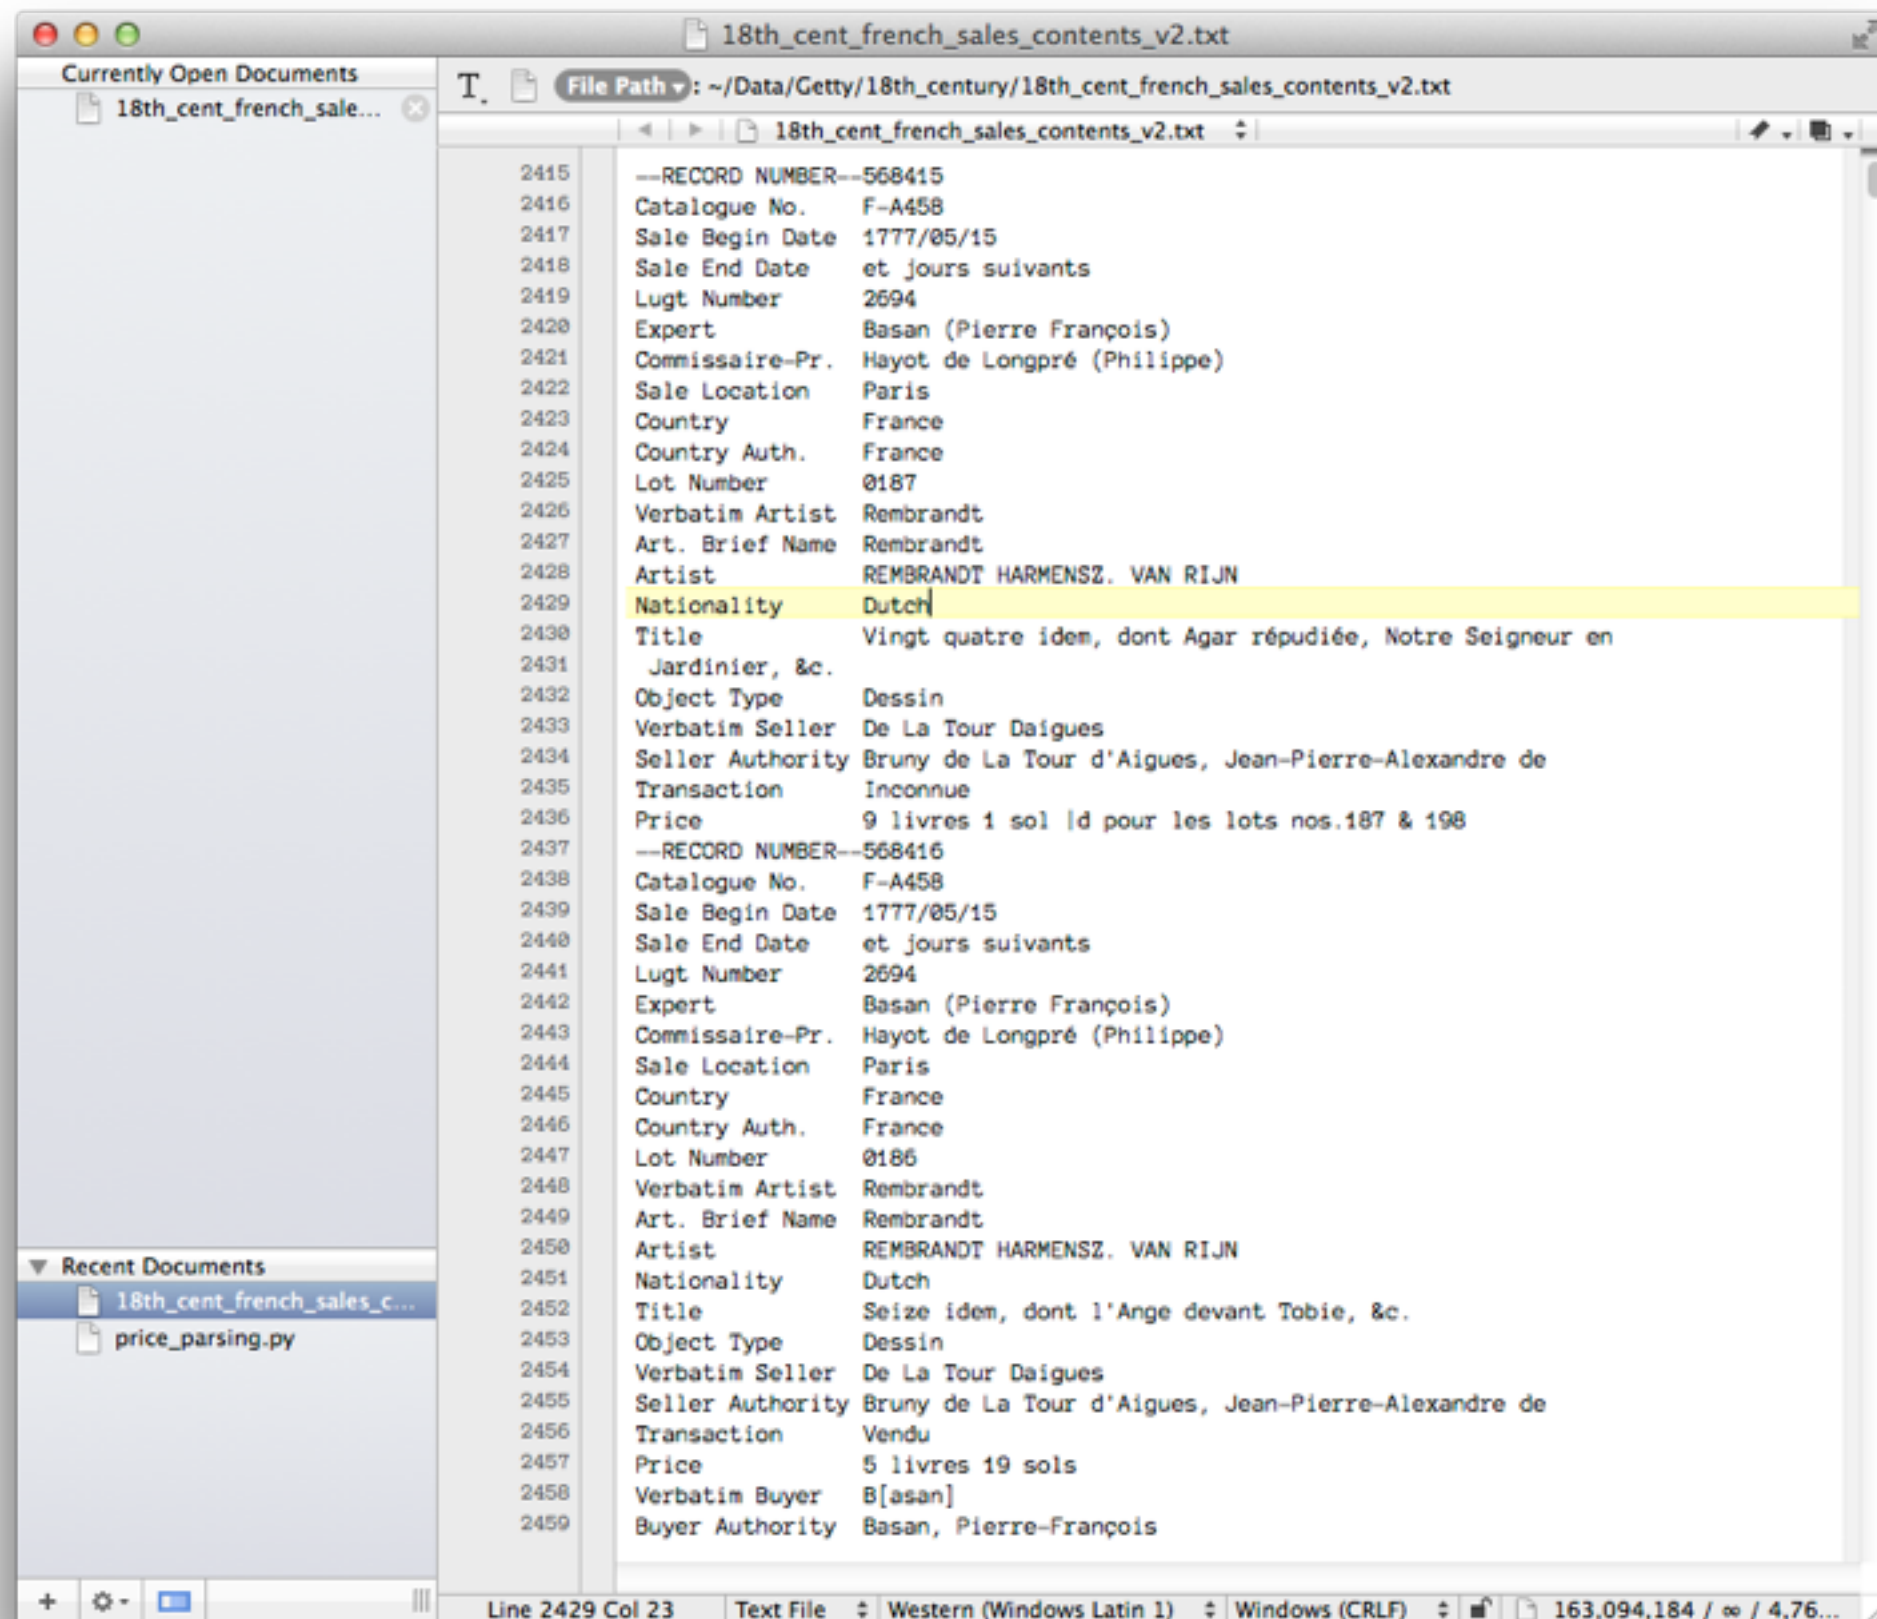 18th_cent_french_sales_contents_v2.txt
Currently Open Documents
18th_cent_french_sale...
T. File Path ▾ : ~/Data/Getty/18th_century/18th_cent_french_sales_contents_v2.txt
18th_cent_french_sales_contents_v2.txt
2415 --RECORD NUMBER--568415
2416 Catalogue No. F-A458
2417 Sale Begin Date 1777/05/15
2418 Sale End Date et jours suivants
2419 Lugt Number 2694
2420 Expert Basan (Pierre François)
2421 Commissaire-Pr. Hayot de Longpré (Philippe)
2422 Sale Location Paris
2423 Country France
2424 Country Auth. France
2425 Lot Number 0187
2426 Verbatim Artist Rembrandt
2427 Art. Brief Name Rembrandt
2428 Artist REMBRANDT HARMENSZ. VAN RIJN
2429 Nationality Dutch
2430 Title Vingt quatre idem, dont Agar répudiée, Notre Seigneur en
2431 Jardinier, &c.
2432 Object Type Dessin
2433 Verbatim Seller De La Tour Daigues
2434 Seller Authority Bruny de La Tour d'Aigues, Jean-Pierre-Alexandre de
2435 Transaction Inconnue
2436 Price 9 livres 1 sol |d pour les lots nos.187 & 198
2437 --RECORD NUMBER--568416
2438 Catalogue No. F-A458
2439 Sale Begin Date 1777/05/15
2440 Sale End Date et jours suivants
2441 Lugt Number 2694
2442 Expert Basan (Pierre François)
2443 Commissaire-Pr. Hayot de Longpré (Philippe)
2444 Sale Location Paris
2445 Country France
2446 Country Auth. France
2447 Lot Number 0186
2448 Verbatim Artist Rembrandt
2449 Art. Brief Name Rembrandt
2450 Artist REMBRANDT HARMENSZ. VAN RIJN
2451 Nationality Dutch
2452 Title Seize idem, dont l'Ange devant Tobie, &c.
2453 Object Type Dessin
2454 Verbatim Seller De La Tour Daigues
2455 Seller Authority Bruny de La Tour d'Aigues, Jean-Pierre-Alexandre de
2456 Transaction Vendu
2457 Price 5 livres 19 sols
2458 Verbatim Buyer B[asan]
2459 Buyer Authority Basan, Pierre-François
Recent Documents
18th_cent_french_sales_c...
price_parsing.py
Line 2429 Col 23 Text File Western (Windows Latin 1) Windows (CRLF) 163,094,184 / ∞ / 4,76...